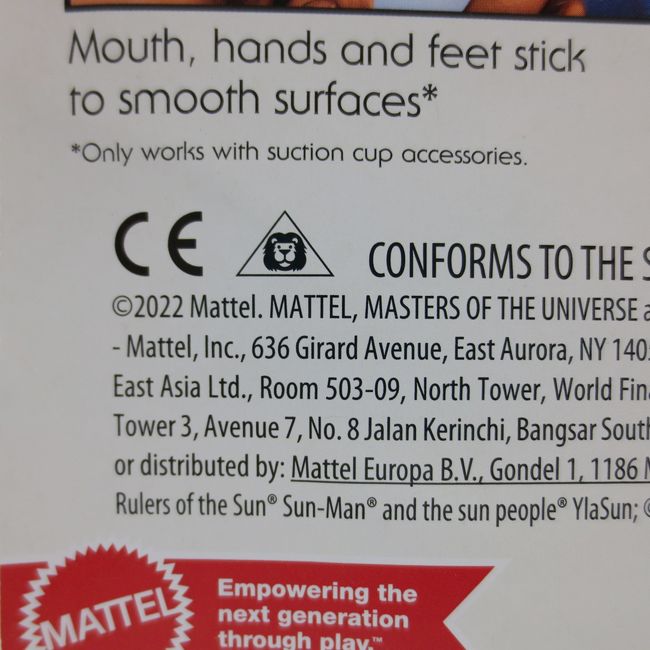 Mouth, hands and feet stick
to smooth surfaces*
*Only works with suction cup accessories.
CE
CONFORMS TO THE
©2022 Mattel. MATTEL, MASTERS OF THE UNIVERSE
- Mattel, Inc., 636 Girard Avenue, East Aurora, NY 140
East Asia Ltd., Room 503-09, North Tower, World Fin
Tower 3, Avenue 7, No. 8 Jalan Kerinchi, Bangsar South
or distributed by: Mattel Europa B.V., Gondel 1, 1186
Rulers of the Sun® Sun-Man® and the sun people® YlaSun;
MATTEL
Empowering the
next generation
through play.™